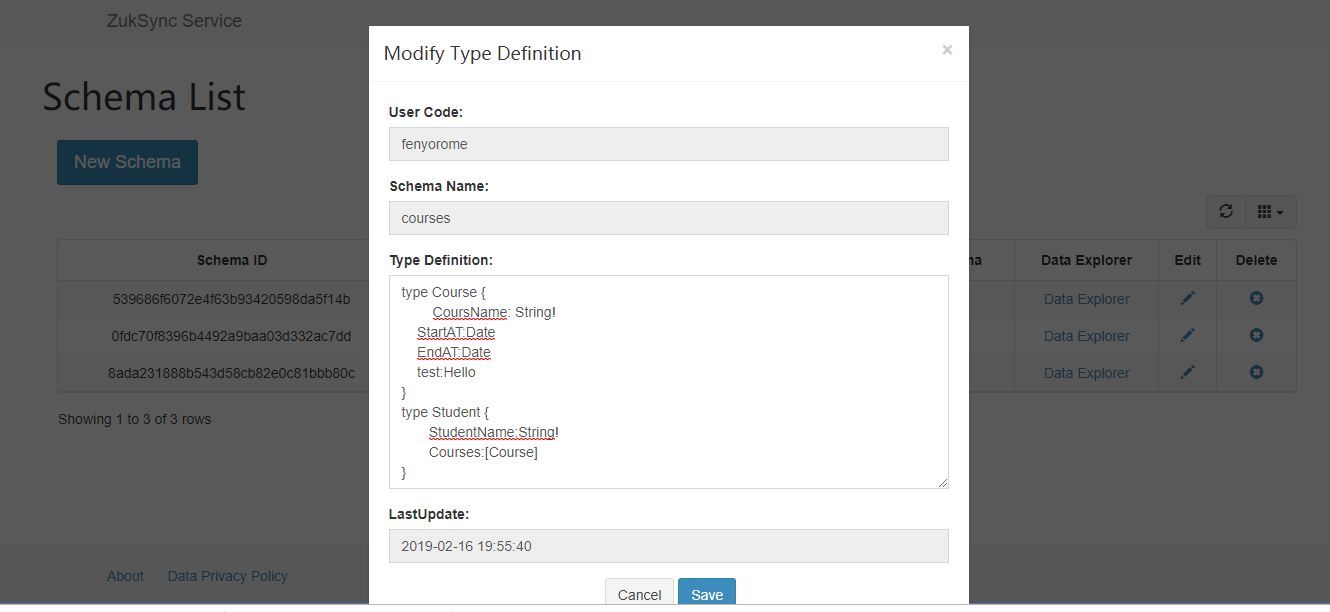 ZukSync Service
Schema List
New Schema
Modify Type Definition
×
User Code:
fenyorome
Schema Name:
courses
Type Definition:
type Course {
CoursName: String!
StartAT:Date
EndAT:Date
test:Hello
}
type Student {
StudentName:String!
Courses:[Course]
}
LastUpdate:
2019-02-16 19:55:40
Cancel Save
Schema ID Data Explorer Edit Delete
539686f6072e4f63b93420598da5f14b Data Explorer
0fdc70f8396b4492a9baa03d332ac7dd Data Explorer
8ada231888b543d58cb82e0c81bbb80c Data Explorer
Showing 1 to 3 of 3 rows
About Data Privacy Policy